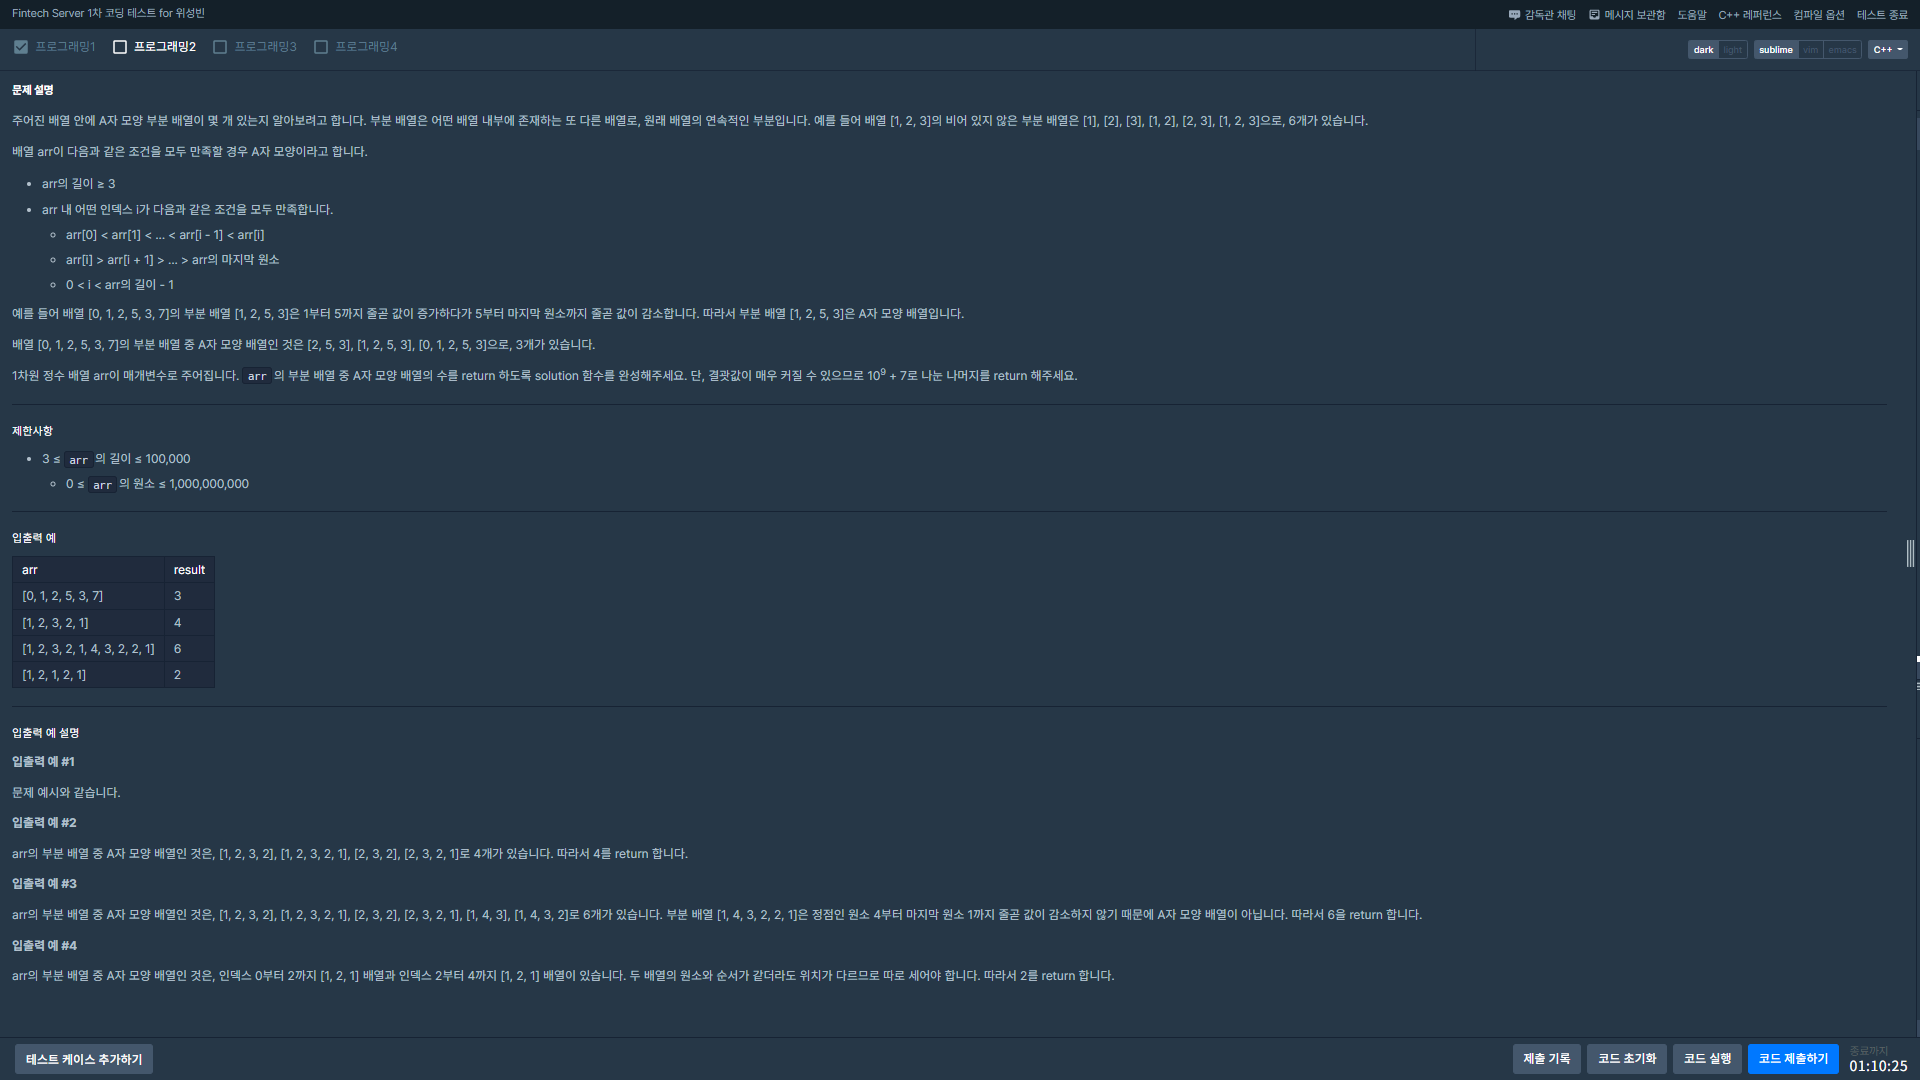 Fintech Server 1차 코딩 테스트 for 위성빈
감독관 채팅 메시지 보관함 도움말 C++ 레퍼런스 컴파일 옵션 테스트 종료
프로그래밍1 프로그래밍2 프로그래밍3 프로그래밍4
dark light sublime vim emacs C++
문제 설명
주어진 배열 안에 A자 모양 부분 배열이 몇 개 있는지 알아보려고 합니다. 부분 배열은 어떤 배열 내부에 존재하는 또 다른 배열로, 원래 배열의 연속적인 부분입니다. 예를 들어 배열 [1, 2, 3]의 비어 있지 않은 부분 배열은 [1], [2], [3], [1, 2], [2, 3], [1, 2, 3]으로, 6개가 있습니다.
배열 arr이 다음과 같은 조건을 모두 만족할 경우 A자 모양이라고 합니다.
• arr의 길이 ≥ 3
• arr 내 어떤 인덱스 i가 다음과 같은 조건을 모두 만족합니다.
◦ arr[0] < arr[1] < ... < arr[i - 1] < arr[i]
◦ arr[i] > arr[i + 1] > ... > arr의 마지막 원소
◦ 0 < i < arr의 길이 - 1
예를 들어 배열 [0, 1, 2, 5, 3, 7]의 부분 배열 [1, 2, 5, 3]은 1부터 5까지 줄곧 값이 증가하다가 5부터 마지막 원소까지 줄곧 값이 감소합니다. 따라서 부분 배열 [1, 2, 5, 3]은 A자 모양 배열입니다.
배열 [0, 1, 2, 5, 3, 7]의 부분 배열 중 A자 모양 배열인 것은 [2, 5, 3], [1, 2, 5, 3], [0, 1, 2, 5, 3]으로, 3개가 있습니다.
1차원 정수 배열 arr이 매개변수로 주어집니다. arr 의 부분 배열 중 A자 모양 배열의 수를 return 하도록 solution 함수를 완성해주세요. 단, 결괏값이 매우 커질 수 있으므로 10⁹ + 7로 나눈 나머지를 return 해주세요.
제한사항
• 3 ≤ arr 의 길이 ≤ 100,000
◦ 0 ≤ arr 의 원소 ≤ 1,000,000,000
입출력 예
arr result
[0, 1, 2, 5, 3, 7] 3
[1, 2, 3, 2, 1] 4
[1, 2, 3, 2, 1, 4, 3, 2, 2, 1] 6
[1, 2, 1, 2, 1] 2
입출력 예 설명
입출력 예 #1
문제 예시와 같습니다.
입출력 예 #2
arr의 부분 배열 중 A자 모양 배열인 것은, [1, 2, 3, 2], [1, 2, 3, 2, 1], [2, 3, 2], [2, 3, 2, 1]로 4개가 있습니다. 따라서 4를 return 합니다.
입출력 예 #3
arr의 부분 배열 중 A자 모양 배열인 것은, [1, 2, 3, 2], [1, 2, 3, 2, 1], [2, 3, 2], [2, 3, 2, 1], [1, 4, 3], [1, 4, 3, 2]로 6개가 있습니다. 부분 배열 [1, 4, 3, 2, 2, 1]은 정점인 원소 4부터 마지막 원소 1까지 줄곧 값이 감소하지 않기 때문에 A자 모양 배열이 아닙니다. 따라서 6을 return 합니다.
입출력 예 #4
arr의 부분 배열 중 A자 모양 배열인 것은, 인덱스 0부터 2까지 [1, 2, 1] 배열과 인덱스 2부터 4까지 [1, 2, 1] 배열이 있습니다. 두 배열의 원소와 순서가 같더라도 위치가 다르므로 따로 세어야 합니다. 따라서 2를 return 합니다.
테스트 케이스 추가하기
제출 기록 코드 초기화 코드 실행 코드 제출하기 종료까지
01:10:25